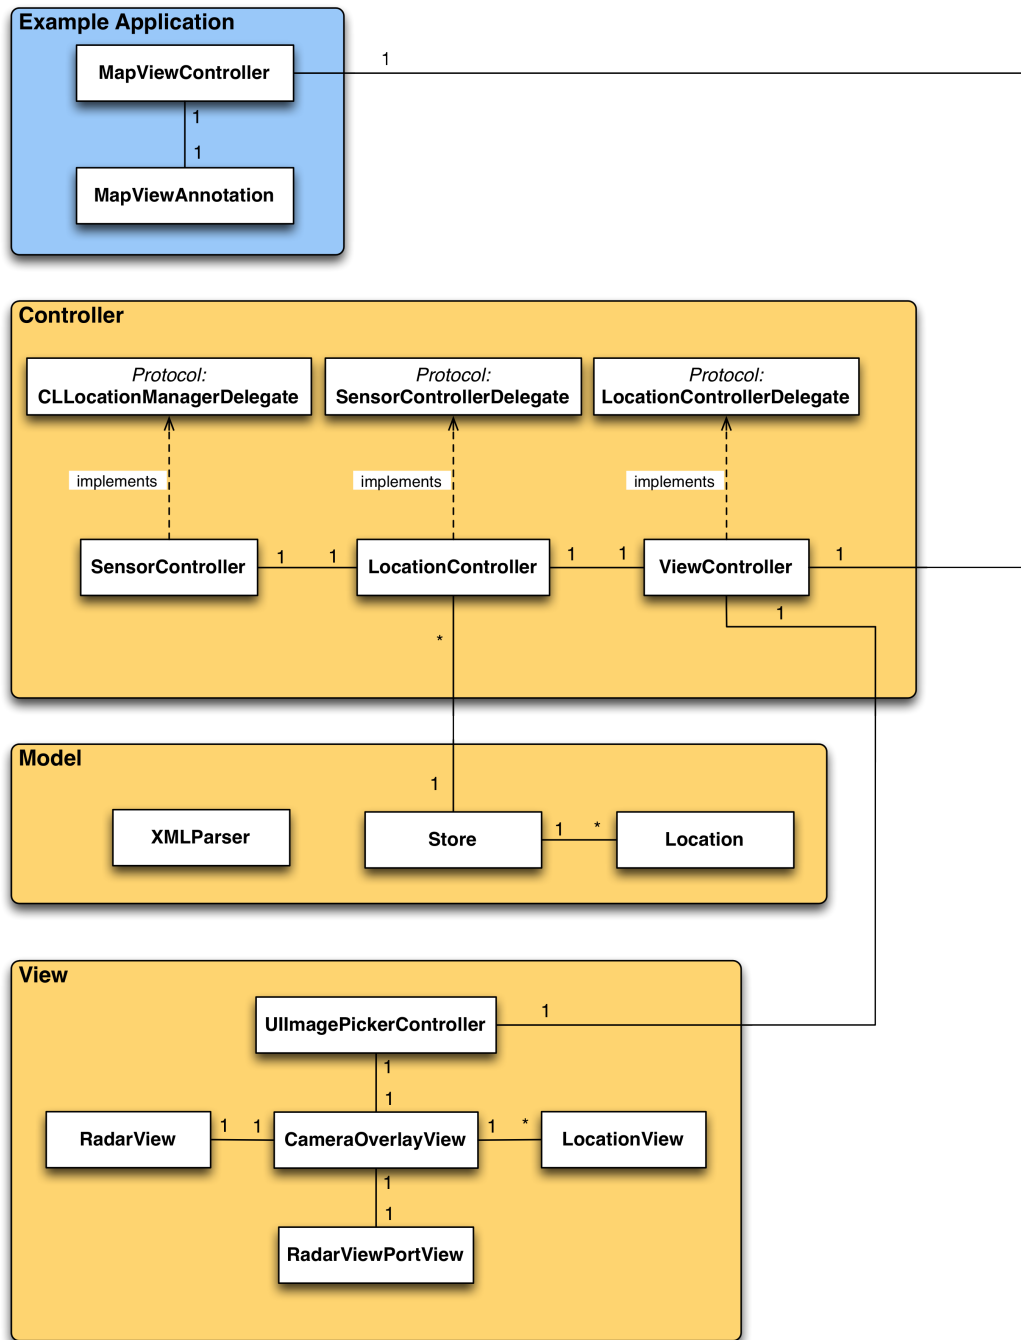 Example Application
MapViewController
1
1
1
MapViewAnnotation
Controller
Protocol:
CLLocationManagerDelegate
Protocol:
SensorControllerDelegate
Protocol:
LocationControllerDelegate
implements
implements
implements
SensorController
1
1
LocationController
1
1
ViewController
1
1
*
Model
1
XMLParser
Store
1
*
Location
View
UIImagePickerController
1
1
1
RadarView
1
1
CameraOverlayView
1
*
LocationView
1
1
RadarViewPortView